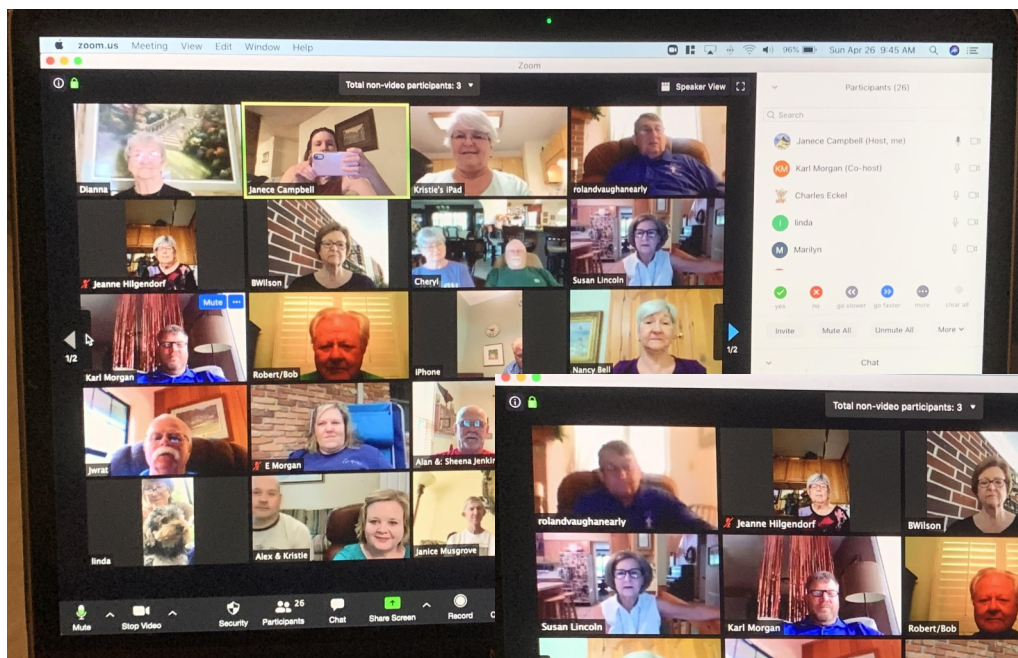 zoom.us Meeting View Edit Window Help 96% Sun Apr 26 9:45 AM
Zoom
Total non-video participants: 3
Speaker View
Participants (26)
Search
Janece Campbell (Host, me)
KM Karl Morgan (Co-host)
Charles Eckel
l linda
M Marilyn
yes no go slower go faster more clear all
Invite Mute All Unmute All More
Chat
Dianna
Janece Campbell
Kristie's iPad
rolandvaughanearly
Jeanne Hilgendorf
BWilson
Cheryl
Susan Lincoln
Mute ...
1/2
Karl Morgan
Robert/Bob
iPhone
Nancy Bell
1/2
Jwrat
E Morgan
Alan & Sheena Jenkin
linda
Alex & Kristie
Janice Musgrove
Mute
Stop Video
Security
Participants 26
Chat
Share Screen
Record
Total non-video participants: 3
rolandvaughanearly
Jeanne Hilgendorf
BWilson
Susan Lincoln
Karl Morgan
Robert/Bob